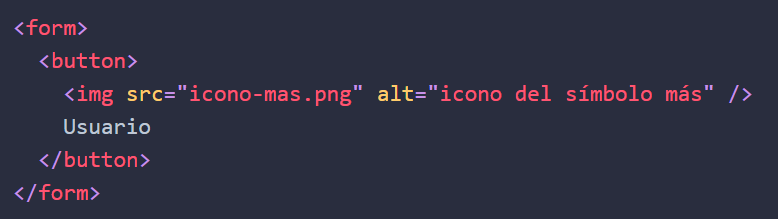 <form>
<button>
<img src="icono-mas.png" alt="icono del símbolo más" />
Usuario
</button>
</form>